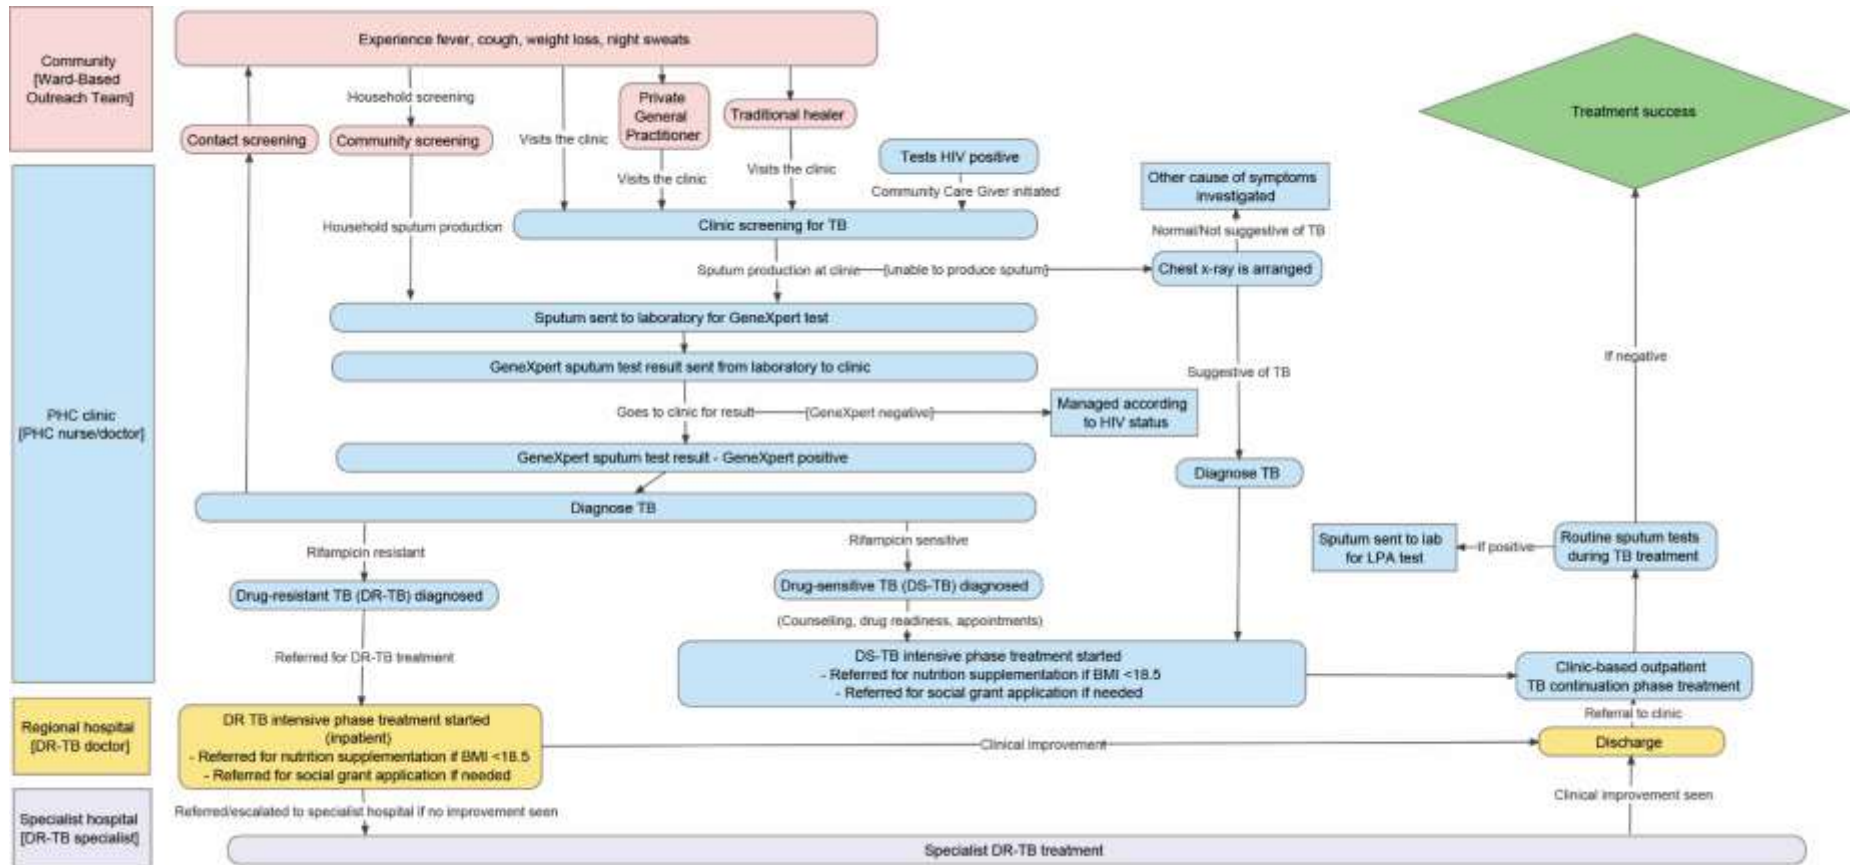 Community
[Ward-Based
Outreach Team]
Experience fever, cough, weight loss, night sweats
Household screening
Private
General
Practitioner
Traditional healer
Contact screening
Community screening
Visits the clinic
Visits the clinic
Visits the clinic
Treatment success
PHC clinic
[PHC nurse/doctor]
Tests HIV positive
Community Care Giver initiated
Other cause of symptoms
investigated
Household sputum production
Clinic screening for TB
Normal/Not suggestive of TB
Sputum production at clinic
[unable to produce sputum]
Chest x-ray is arranged
Sputum sent to laboratory for GeneXpert test
GeneXpert sputum test result sent from laboratory to clinic
If negative
Suggestive of TB
Goes to clinic for result
[GeneXpert negative]
Managed according
to HIV status
GeneXpert sputum test result - GeneXpert positive
Diagnose TB
Diagnose TB
Rifampicin resistant
Rifampicin sensitive
Sputum sent to lab
for LPA test
If positive
Routine sputum tests
during TB treatment
Drug-resistant TB (DR-TB) diagnosed
Drug-sensitive TB (DS-TB) diagnosed
(Counselling, drug readiness, appointments)
Referred for DR-TB treatment
DS-TB intensive phase treatment started
- Referred for nutrition supplementation if BMI <18.5
- Referred for social grant application if needed
Clinic-based outpatient
TB continuation phase treatment
Referral to clinic
Regional hospital
[DR-TB doctor]
DR TB intensive phase treatment started
(inpatient)
- Referred for nutrition supplementation if BMI <18.5
- Referred for social grant application if needed
Clinical improvement
Discharge
Referred/escalated to specialist hospital if no improvement seen
Clinical improvement seen
Specialist hospital
[DR-TB specialist]
Specialist DR-TB treatment